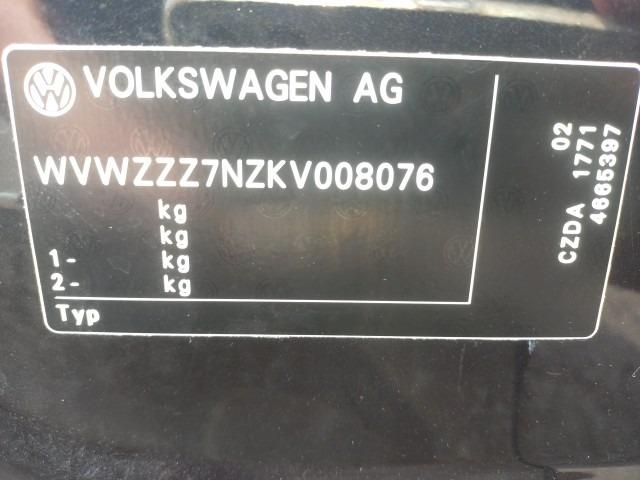 VOLKSWAGEN AG
WVWZZZ7NZKV008076
kg
kg
1- kg
2- kg
Typ
02
CZDA 1771
4665397